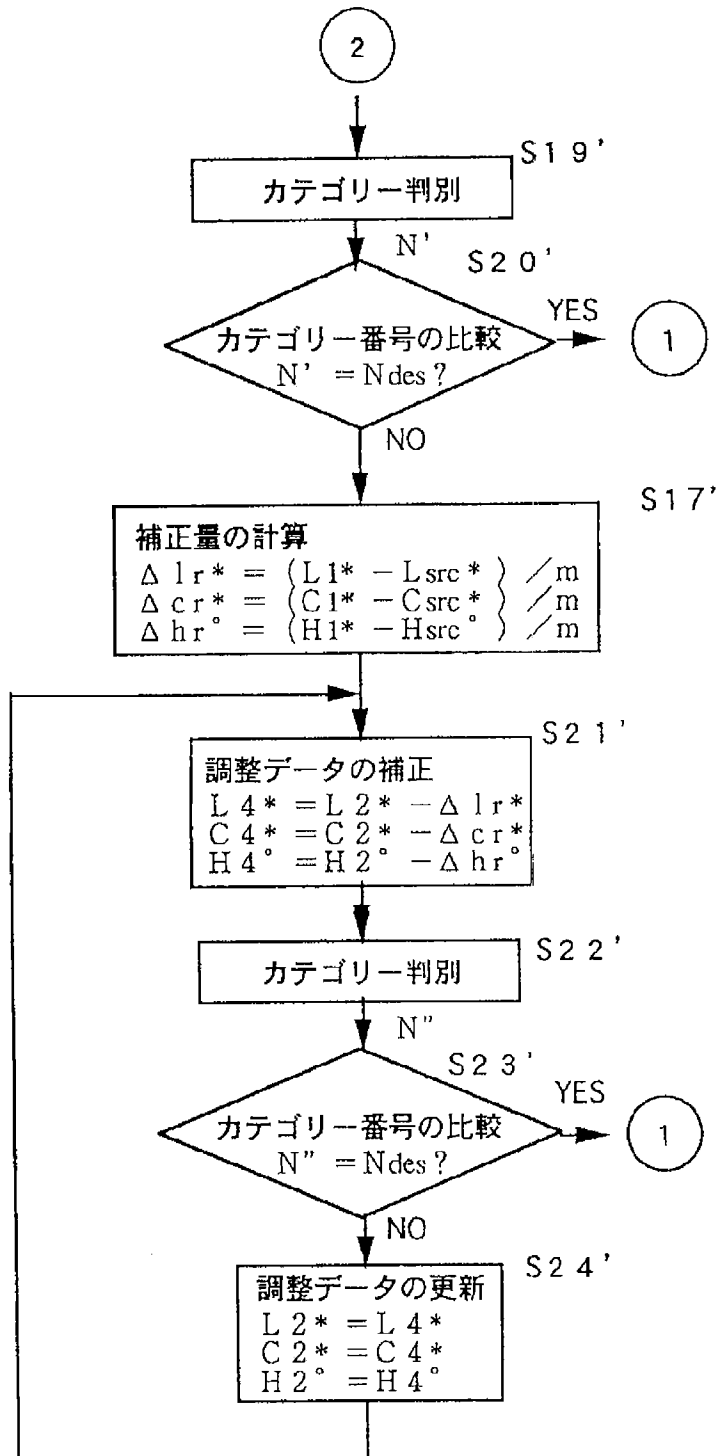 2
S19'
カテゴリー判別
N'
S20'
カテゴリー番号の比較
N' = Ndes?
YES
1
NO
S17'
補正量の計算
Δlr* = (L1* - Lsrc*) /m
Δcr* = (C1* - Csrc*) /m
Δhr° = (H1* - Hsrc°) /m
S21'
調整データの補正
L4* = L2* - Δlr*
C4* = C2* - Δcr*
H4° = H2° - Δhr°
S22'
カテゴリー判別
N"
S23'
カテゴリー番号の比較
N" = Ndes?
YES
1
NO
S24'
調整データの更新
L2* = L4*
C2* = C4*
H2° = H4°